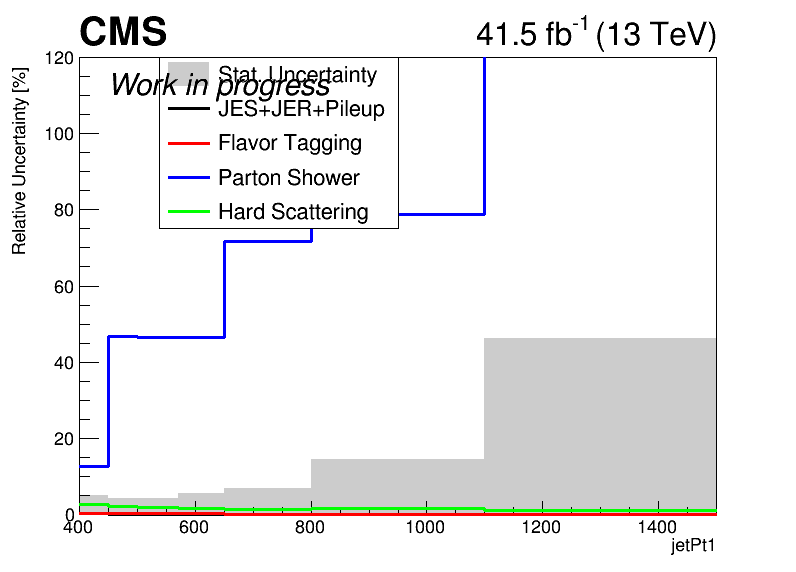 CMS
41.5 fb-1 (13 TeV)
Relative Uncertainty [%]
120
100
80
60
40
20
0
Work in progress
Stat. Uncertainty
JES+JER+Pileup
Flavor Tagging
Parton Shower
Hard Scattering
400 600 800 1000 1200 1400
jetPt1